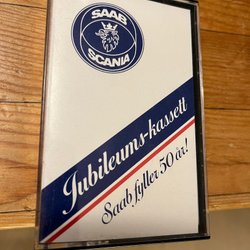 SAAB
SCANIA
Jubileums-kassett
Saab fyller 50 år!